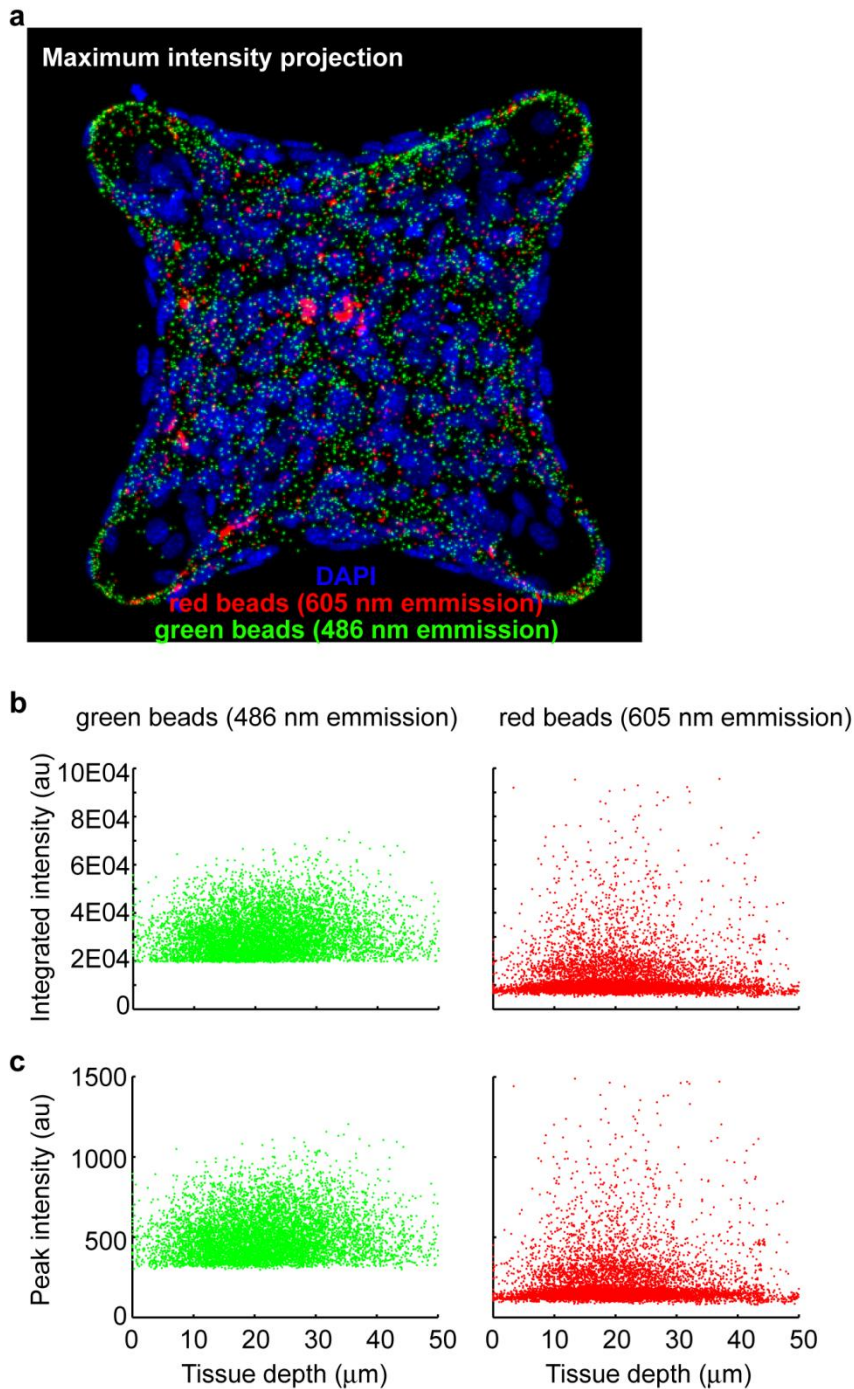 a
Maximum intensity projection
DAPI
red beads (605 nm emmission)
green beads (486 nm emmission)
b
green beads (486 nm emmission)
red beads (605 nm emmission)
Integrated intensity (au)
10E04
8E04
6E04
4E04
2E04
0
c
Peak intensity (au)
1500
1000
500
0
0 10 20 30 40 50
0 10 20 30 40 50
Tissue depth (μm)
Tissue depth (μm)